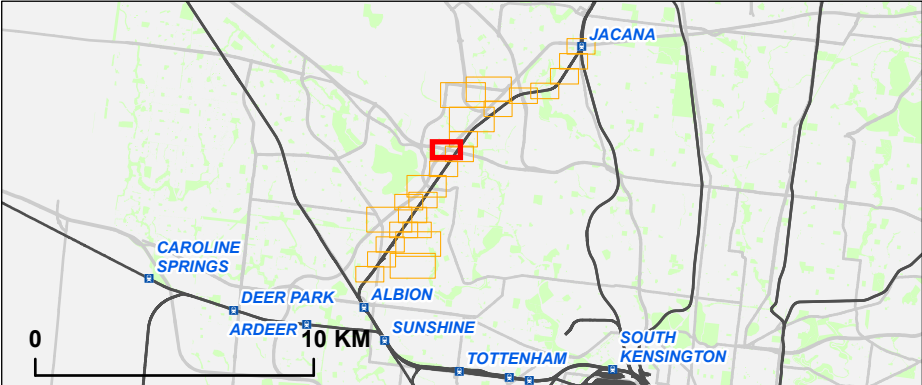 JACANA
CAROLINE
SPRINGS
DEER PARK
ALBION
ARDEER
SUNSHINE
0
10 KM
SOUTH
KENSINGTON
TOTTENHAM